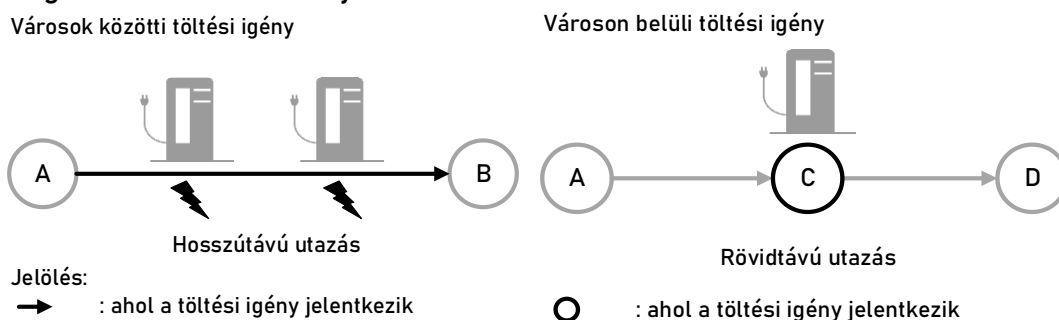 Városok közötti töltési igény
A
B
Hosszútávú utazás
Jelölés:
: ahol a töltési igény jelentkezik
Városon belüli töltési igény
A
C
D
Rövidtávú utazás
: ahol a töltési igény jelentkezik